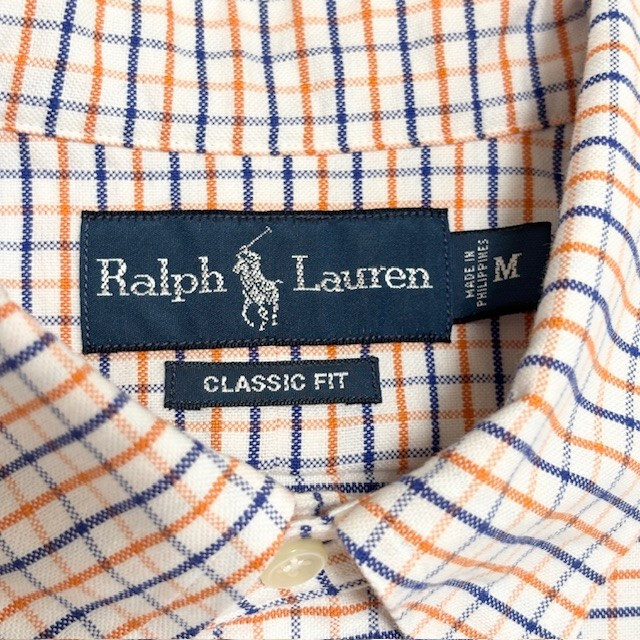 Ralph Lauren
MADE IN
PHILIPPINES
M
CLASSIC FIT